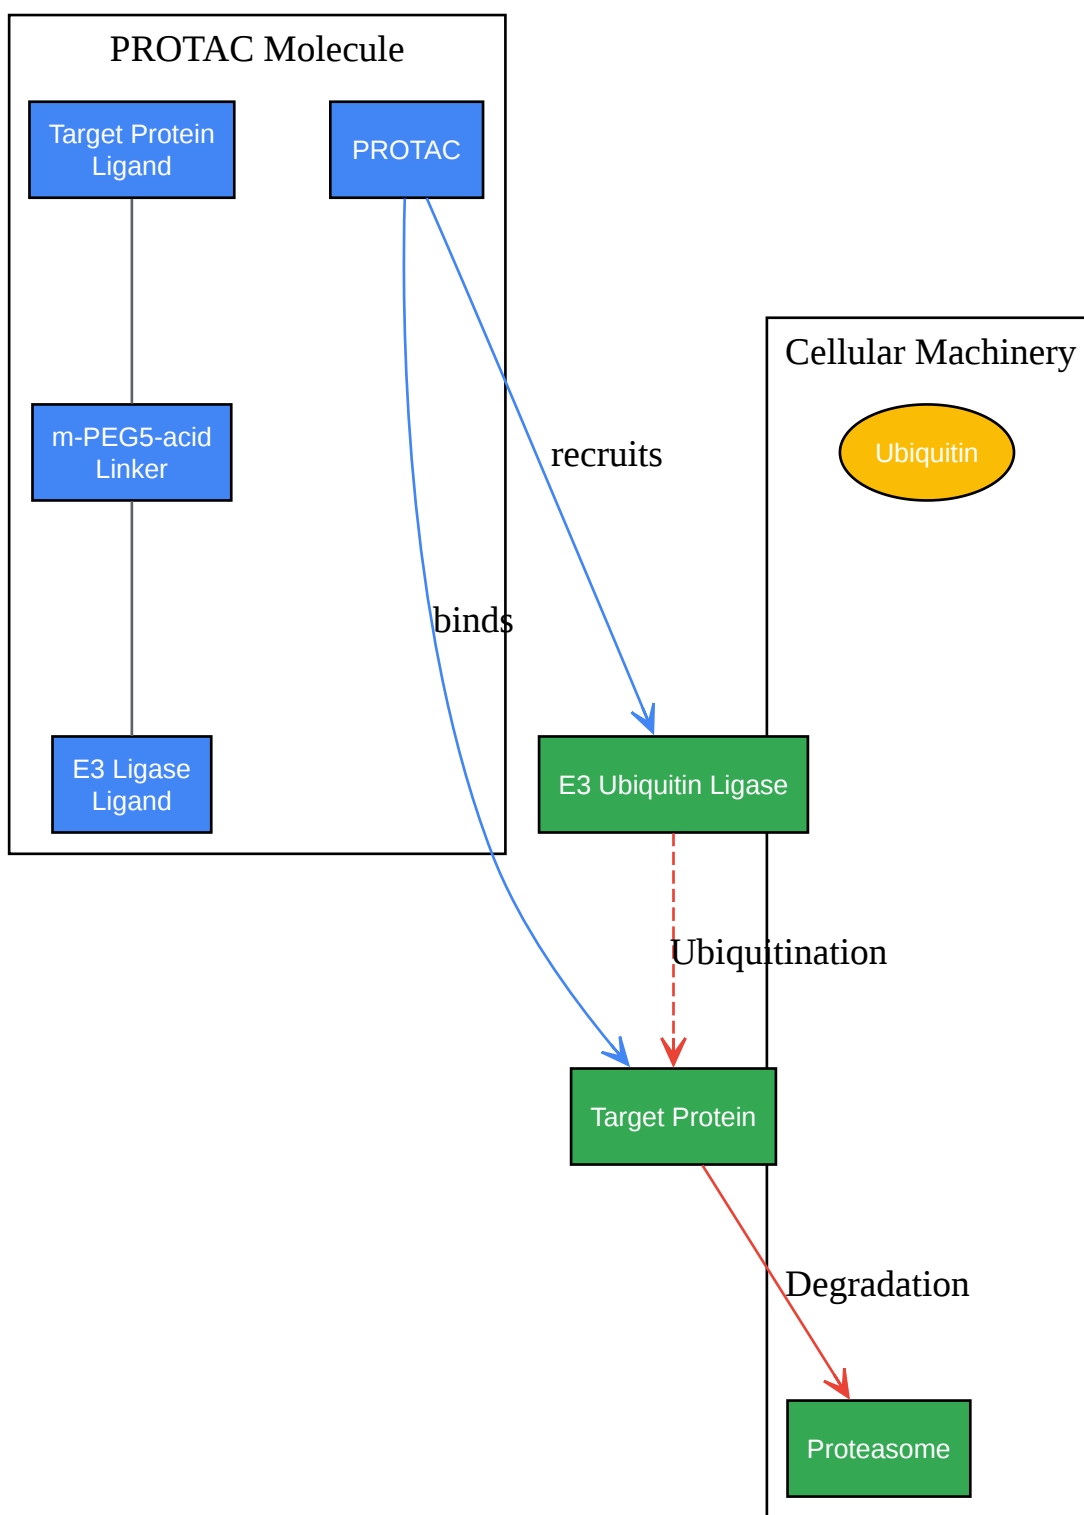 PROTAC Molecule
Target Protein
Ligand
PROTAC
Cellular Machinery
m-PEG5-acid
Linker
recruits
Ubiquitin
binds
E3 Ligase
Ligand
E3 Ubiquitin Ligase
Ubiquitination
Target Protein
Degradation
Proteasome